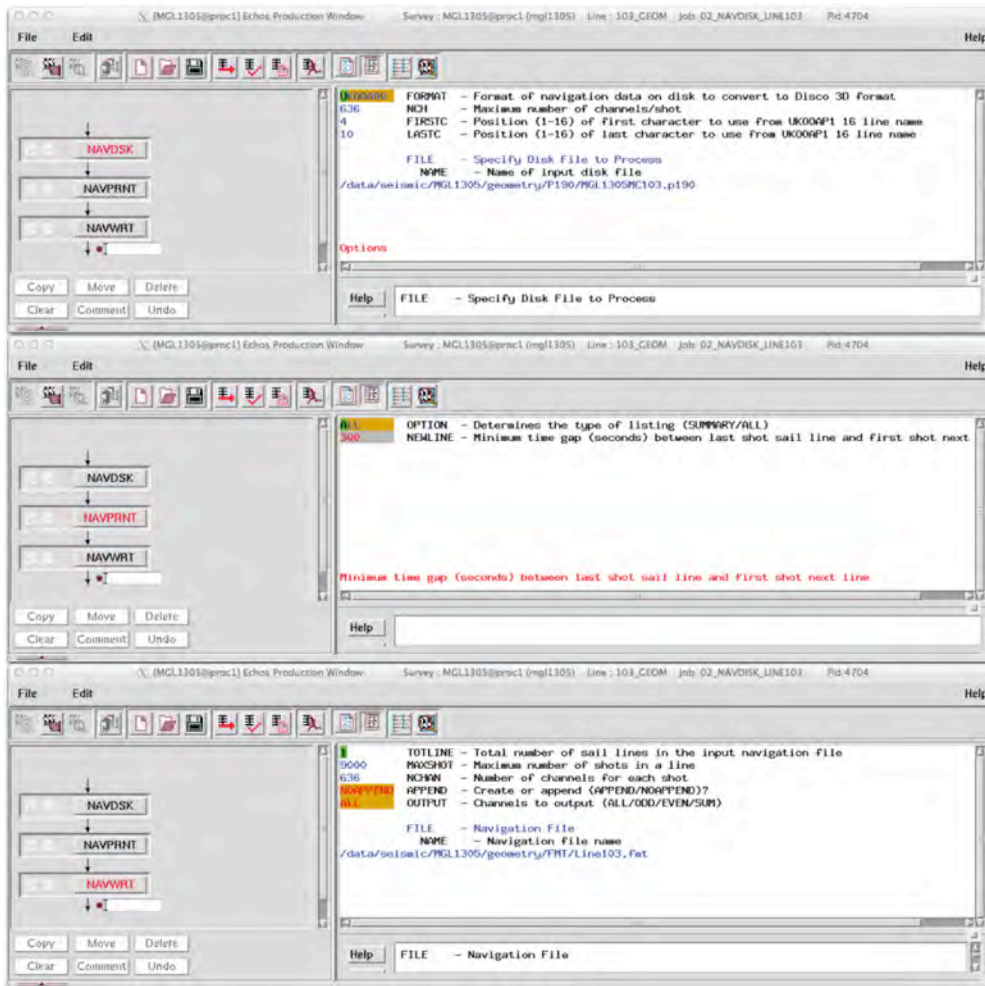 X [MGL1305@proc1] Echos Production Window Survey : MGL1305@proc1 (mgl1305) Line : 103_GEOM Job: 02_NAVDISK_LINE103 Pid:4704
File Edit Help
UKOOA90 FORMAT - Format of navigation data on disk to convert to Disco 3D format
636 NCH - Maximum number of channels/shot
4 FIRSTC - Position (1-16) of first character to use from UKOOAP1 16 line name
10 LASTC - Position (1-16) of last character to use from UKOOAP1 16 line name
NAVDSK
FILE - Specify Disk File to Process
NAME - Name of input disk file
/data/seismic/MGL1305/geometry/P190/MGL1305MC103.p190
NAVPRNT
NAVWRT
Options
Copy Move Delete
Clear Comment Undo
Help FILE - Specify Disk File to Process
X [MGL1305@proc1] Echos Production Window Survey : MGL1305@proc1 (mgl1305) Line : 103_GEOM Job: 02_NAVDISK_LINE103 Pid:4704
File Edit Help
ALL OPTION - Determines the type of listing (SUMMARY/ALL)
300 NEWLINE - Minimum time gap (seconds) between last shot sail line and first shot next
NAVDSK
NAVPRNT
NAVWRT
Minimum time gap (seconds) between last shot sail line and first shot next line
Copy Move Delete
Clear Comment Undo
Help
X [MGL1305@proc1] Echos Production Window Survey : MGL1305@proc1 (mgl1305) Line : 103_GEOM Job: 02_NAVDISK_LINE103 Pid:4704
File Edit Help
1 TOTLINE - Total number of sail lines in the input navigation file
9000 MAXSHOT - Maximum number of shots in a line
636 NCHAN - Number of channels for each shot
NOAPPEND APPEND - Create or append (APPEND/NOAPPEND)?
ALL OUTPUT - Channels to output (ALL/ODD/EVEN/SUM)
NAVDSK
FILE - Navigation File
NAME - Navigation file name
/data/seismic/MGL1305/geometry/FMT/Line103.fmt
NAVPRNT
NAVWRT
Copy Move Delete
Clear Comment Undo
Help FILE - Navigation File